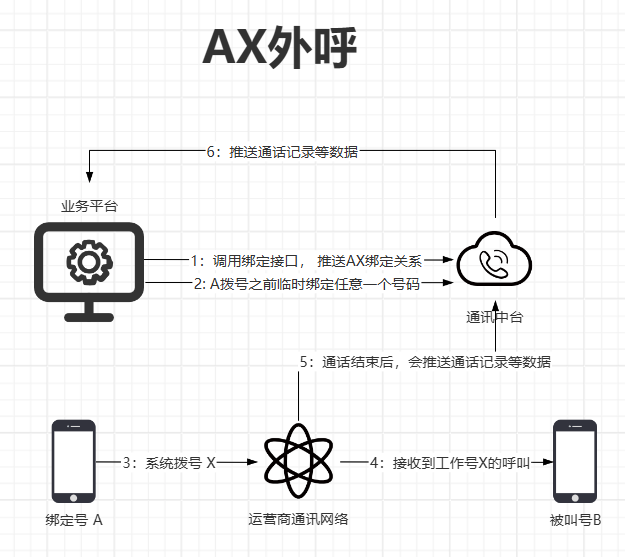 AX外呼
6：推送通话记录等数据
业务平台
1：调用绑定接口， 推送AX绑定关系
2: A拨号之前临时绑定任意一个号码
通讯中台
5：通话结束后，会推送通话记录等数据
3：系统拨号 X
4：接收到工作号X的呼叫
绑定号 A
运营商通讯网络
被叫号B